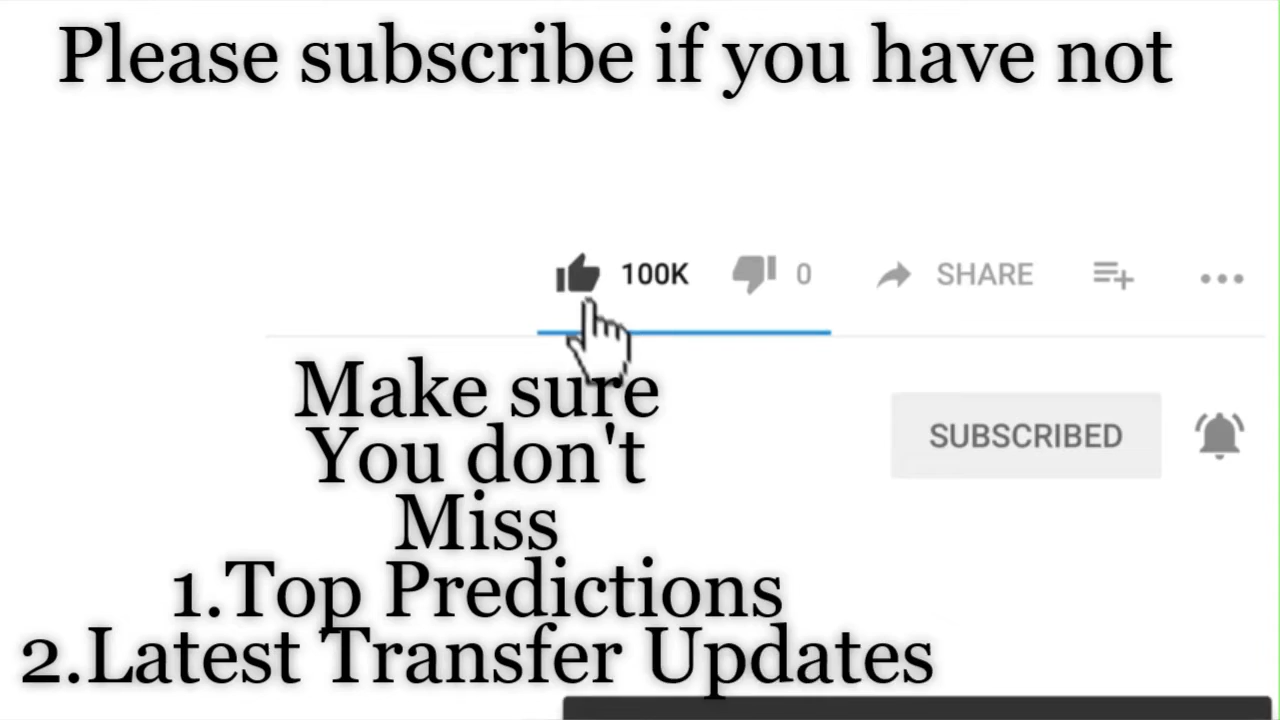 Please subscribe if you have not
100K 0 SHARE
Make sure
You don't
SUBSCRIBED
Miss
1.Top Predictions
2.Latest Transfer Updates